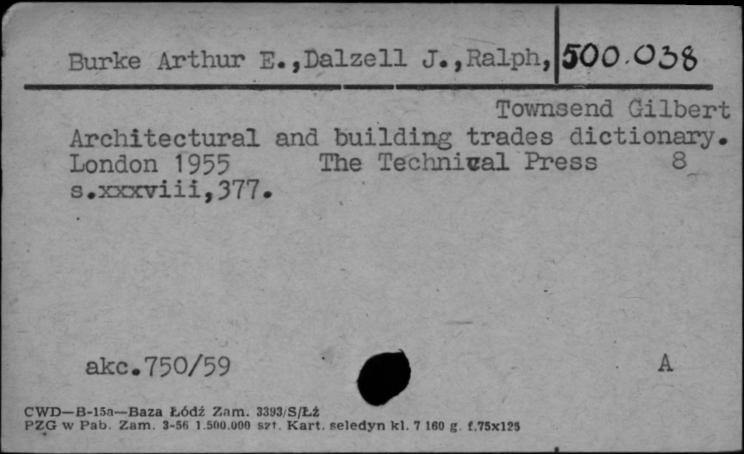 Burke Arthur E.,Dalzell J.,Ralph, 500.038
Townsend Gilbert
Architectural and building trades dictionary.
London 1955 The Technical Press 8
s.xxxviii,377.
akc.750/59 A
CWD—B-15a—Baza Łódź Zam. 3393/S/Łż
PZG w Pab. Zam. 3-56 1.500.000 szt. Kart. seledyn kl. 7 160 g. f.75x125